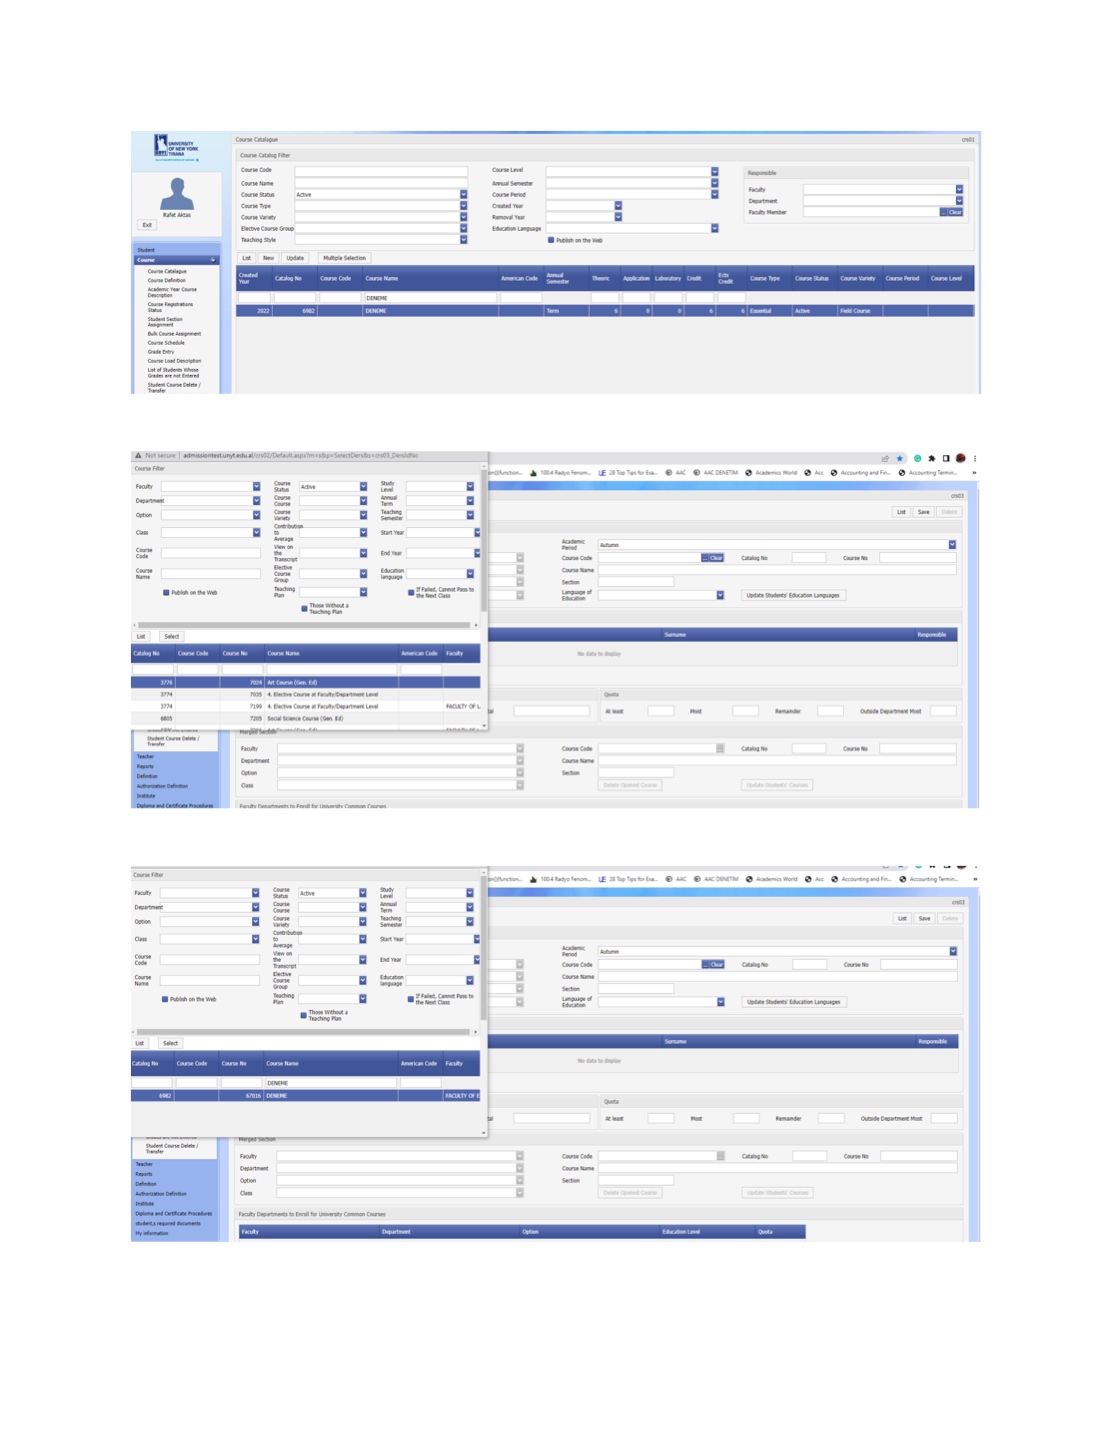 UNIVERSITY
OF NEW YORK
TIRANA
Rafet Aktas
Exit
Student
Course
Course Catalogue
Course Definition
Academic Year Course
Description
Course Registrations
Status
Student Section
Assignment
Bulk Course Assignment
Course Schedule
Grade Entry
Course Load Description
List of Students Whose
Grades are not Entered
Student Course Delete /
Transfer
Course Catalogue crs01
Course Catalog Filter
Course Code Course Level
Course Name Annual Semester
Course Status Active Course Period
Course Type Created Year
Course Variety Removal Year
Elective Course Group Education Language
Teaching Style Publish on the Web
Responsible
Faculty
Department
Faculty Member ... Clear
List New Update Multiple Selection
Created Year Catalog No Course Code Course Name American Code Annual Semester Theoric Application Laboratory Credit Ects Credit Course Type Course Status Course Variety Course Period Course Level
DENEME
2022 6982 DENEME Term 6 0 0 6 6 Essential Active Field Course
Not secure | admissiontest.unyt.edu.al/crs02/Default.aspx?m=s&p=SelectDers&s=crs03_DersIdNo
Course Filter
Faculty Course Status Active Study Level
Department Course Course Annual Term
Option Course Variety Teaching Semester
Class Contribution to Average Start Year
Course Code View on the Transcript End Year
Course Name Elective Course Group Education language
Publish on the Web Teaching Plan If Failed, Cannot Pass to the Next Class
Those Without a Teaching Plan
List Select
Catalog No Course Code Course No Course Name American Code Faculty
3776 7024 Art Course (Gen. Ed)
3774 7035 4. Elective Course at Faculty/Department Level
3774 7199 4. Elective Course at Faculty/Department Level FACULTY OF L
6805 7205 Social Science Course (Gen. Ed)
on()(function... 100.4 Radyo Fenom... UE 28 Top Tips for Exa... AAC AAC DENETIM Academics World Acc Accounting and Fin... Accounting Termin... »
crs03
List Save Delete
Academic Period Autumn
Course Code ... Clear Catalog No Course No
Course Name
Section
Language of Education Update Students' Education Languages
Surname Responsible
No data to display
Quota
tal At least Most Remainder Outside Department Most
Student Course Delete /
Transfer
Teacher
Reports
Definition
Authorization Definition
Institute
Diploma and Certificate Procedures
Merged Section
Faculty Course Code Catalog No Course No
Department Course Name
Option Section
Class Delete Opened Course Update Students' Courses
Faculty Departments to Enroll for University Common Courses
Course Filter
Faculty Course Status Active Study Level
Department Course Course Annual Term
Option Course Variety Teaching Semester
Class Contribution to Average Start Year
Course Code View on the Transcript End Year
Course Name Elective Course Group Education language
Publish on the Web Teaching Plan If Failed, Cannot Pass to the Next Class
Those Without a Teaching Plan
List Select
Catalog No Course Code Course No Course Name American Code Faculty
DENEME
6982 67016 DENEME FACULTY OF E
on()(function... 100.4 Radyo Fenom... UE 28 Top Tips for Exa... AAC AAC DENETIM Academics World Acc Accounting and Fin... Accounting Termin... »
crs03
List Save Delete
Academic Period Autumn
Course Code ... Clear Catalog No Course No
Course Name
Section
Language of Education Update Students' Education Languages
Surname Responsible
No data to display
Quota
tal At least Most Remainder Outside Department Most
Student Course Delete /
Transfer
Teacher
Reports
Definition
Authorization Definition
Institute
Diploma and Certificate Procedures
student,s required documents
My information
Merged Section
Faculty Course Code Catalog No Course No
Department Course Name
Option Section
Class Delete Opened Course Update Students' Courses
Faculty Departments to Enroll for University Common Courses
Faculty Department Option Education Level Quota